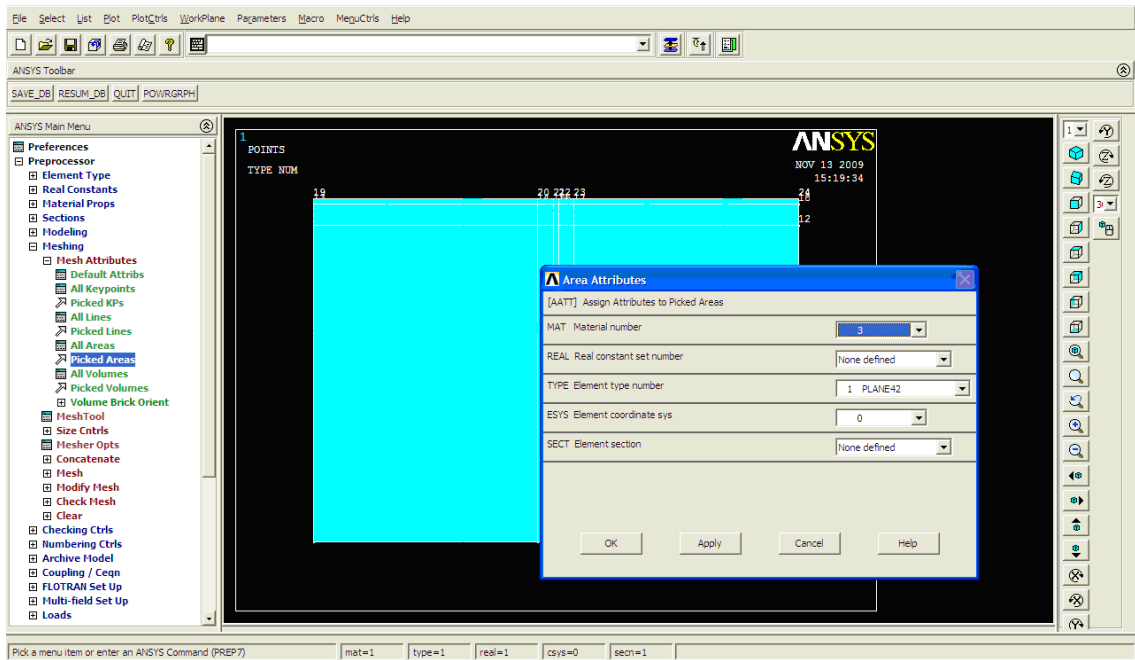 File Select List Plot PlotCtrls WorkPlane Parameters Macro MenuCtrls Help
ANSYS Toolbar
SAVE_DB RESUM_DB QUIT POWRGRPH
ANSYS Main Menu
Preferences
Preprocessor
Element Type
Real Constants
Material Props
Sections
Modeling
Meshing
Mesh Attributes
Default Attribs
All Keypoints
Picked KPs
All Lines
Picked Lines
All Areas
Picked Areas
All Volumes
Picked Volumes
Volume Brick Orient
MeshTool
Size Cntrls
Mesher Opts
Concatenate
Mesh
Modify Mesh
Check Mesh
Clear
Checking Ctrls
Numbering Ctrls
Archive Model
Coupling / Ceqn
FLOTRAN Set Up
Multi-field Set Up
Loads
1
POINTS
TYPE NUM
ANSYS
NOV 13 2009
15:19:34
19 20 23 24
18
12
Area Attributes
[AATT] Assign Attributes to Picked Areas
MAT Material number 3
REAL Real constant set number None defined
TYPE Element type number 1 PLANE42
ESYS Element coordinate sys 0
SECT Element section None defined
OK Apply Cancel Help
1
Pick a menu item or enter an ANSYS Command (PREP7) mat=1 type=1 real=1 csys=0 secn=1